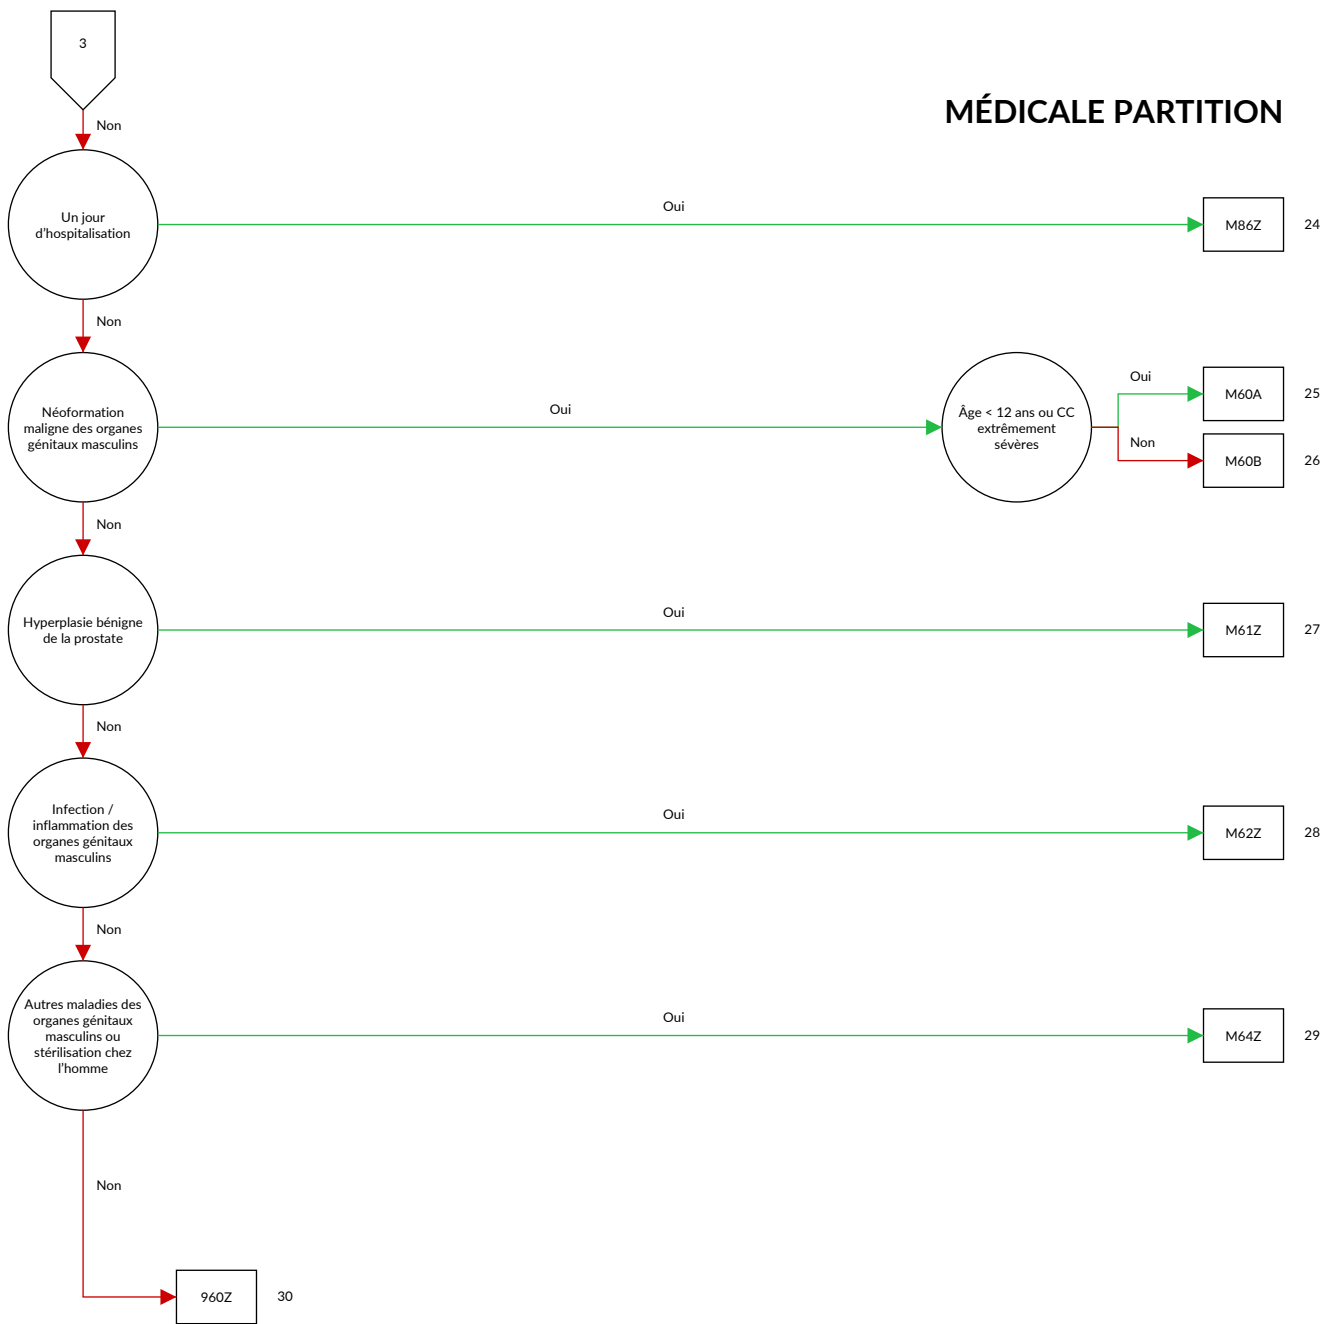 3
MÉDICALE PARTITION
Non
Un jour
d'hospitalisation
Oui
M86Z
24
Non
Néoformation
maligne des organes
génitaux masculins
Oui
Âge < 12 ans ou CC
extrêmement
sévères
Oui
M60A
25
Non
M60B
26
Non
Hyperplasie bénigne
de la prostate
Oui
M61Z
27
Non
Infection /
inflammation des
organes génitaux
masculins
Oui
M62Z
28
Non
Autres maladies des
organes génitaux
masculins ou
stérilisation chez
l'homme
Oui
M64Z
29
Non
960Z
30